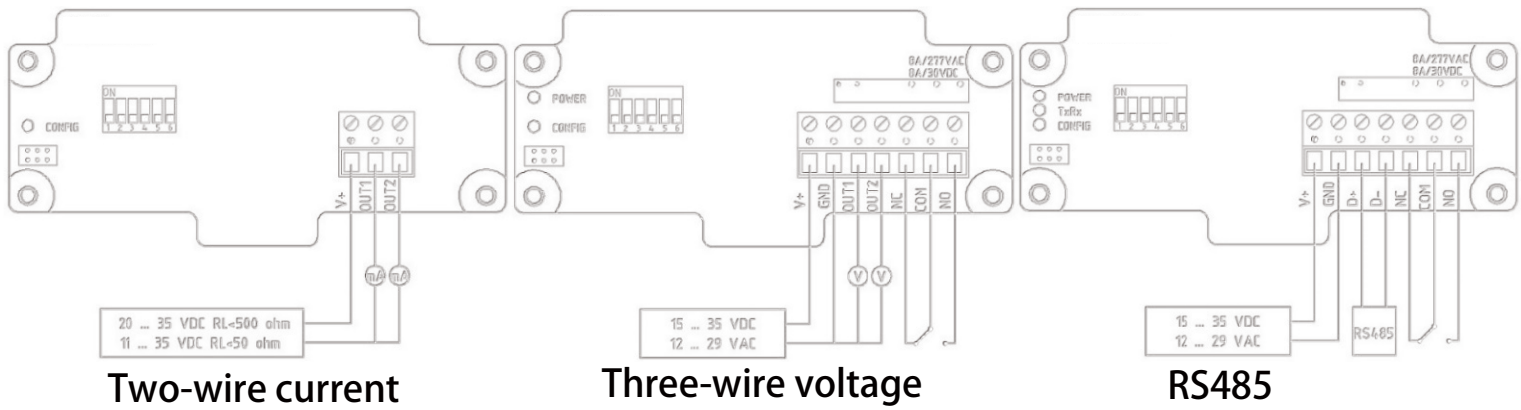 ON
1 2 3 4 5 6
CONFIG
V+
OUT1
OUT2
mA mA
20 ... 35 VDC RL<500 ohm
11 ... 35 VDC RL<50 ohm
Two-wire current
8A/277VAC
8A/30VDC
POWER
CONFIG
ON
1 2 3 4 5 6
V+
GND
OUT1
OUT2
NC
COM
NO
V V
15 ... 35 VDC
12 ... 29 VAC
Three-wire voltage
8A/277VAC
8A/30VDC
POWER
TxRx
CONFIG
ON
1 2 3 4 5 6
V+
GND
D+
D-
NC
COM
NO
15 ... 35 VDC
12 ... 29 VAC
RS485
RS485